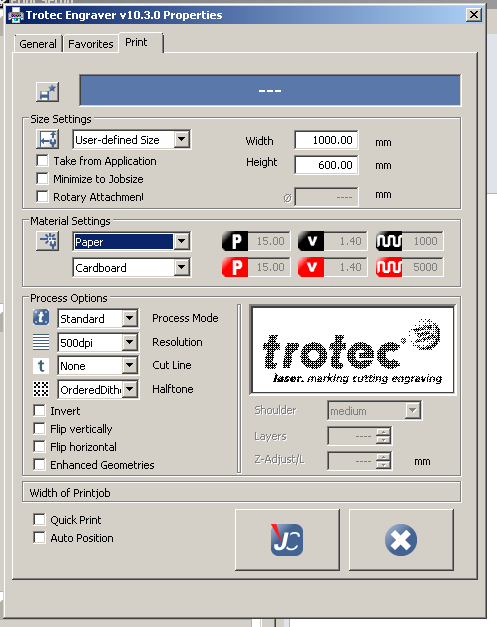 Trotec Engraver v10.3.0 Properties
General Favorites Print
---
Size Settings
User-defined Size Width 1000.00 mm
Take from Application Height 600.00 mm
Minimize to Jobsize
Rotary Attachment Ø ---- mm
Material Settings
Paper P 15.00 v 1.40 1000
Cardboard P 15.00 v 1.40 5000
Process Options
t Standard Process Mode
500dpi Resolution
t None Cut Line
OrderedDithe Halftone
trotec
laser. marking cutting engraving
Invert
Flip vertically
Flip horizontal
Enhanced Geometries
Shoulder medium
Layers ----
Z-Adjust/L ---- mm
Width of Printjob
Quick Print
Auto Position
JC